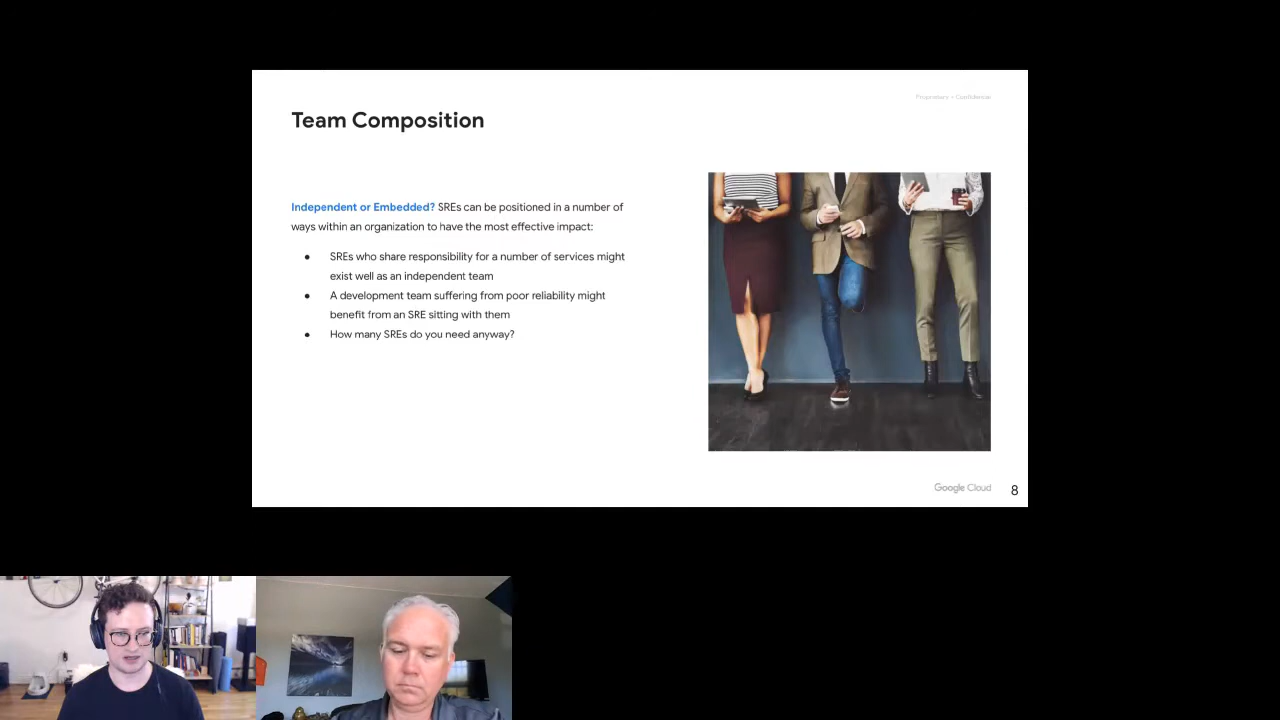 Proprietary + Confidential
Team Composition
Independent or Embedded? SREs can be positioned in a number of
ways within an organization to have the most effective impact:
● SREs who share responsibility for a number of services might
exist well as an independent team
● A development team suffering from poor reliability might
benefit from an SRE sitting with them
● How many SREs do you need anyway?
Google Cloud
8